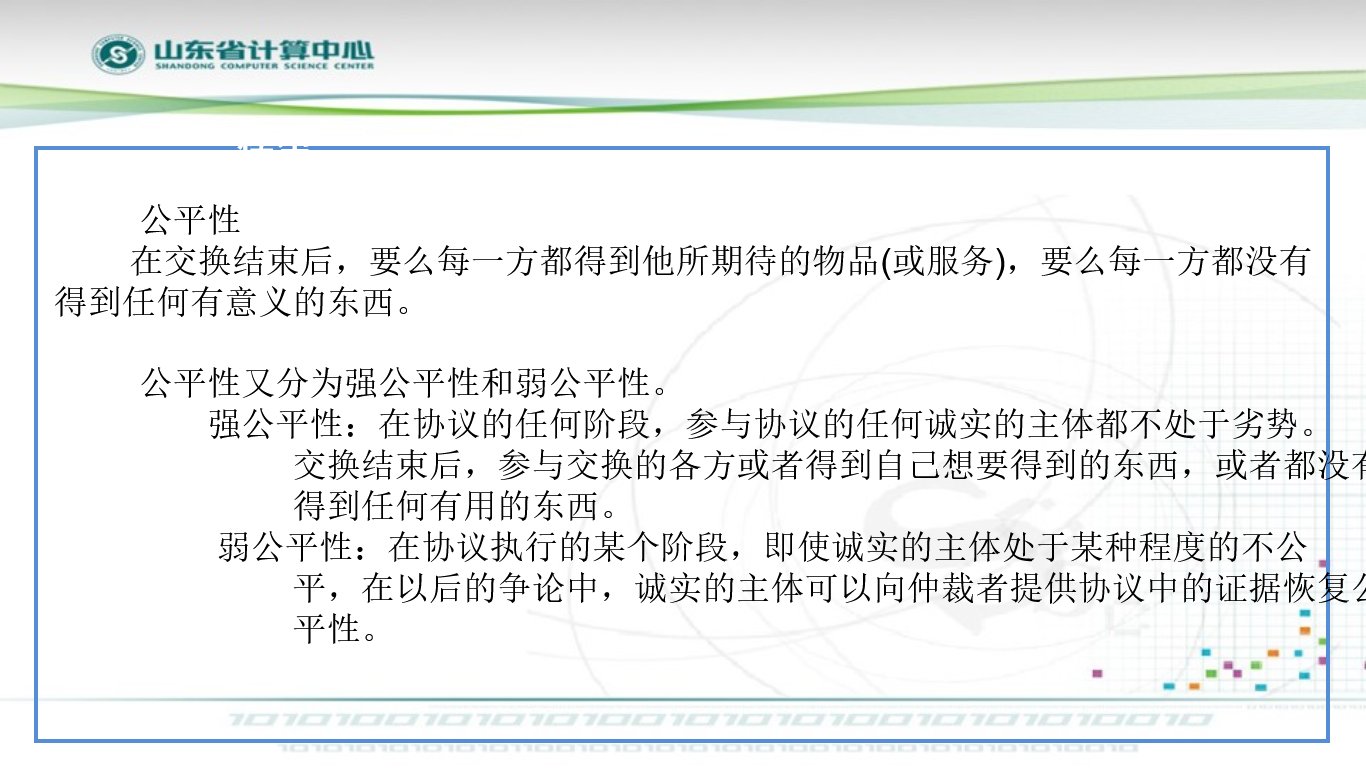 山东省计算中心
SHANDONG COMPUTER SCIENCE CENTER
公平性
在交换结束后，要么每一方都得到他所期待的物品(或服务)，要么每一方都没有
得到任何有意义的东西。
公平性又分为强公平性和弱公平性。
强公平性：在协议的任何阶段，参与协议的任何诚实的主体都不处于劣势。
交换结束后，参与交换的各方或者得到自己想要得到的东西，或者都没有
得到任何有用的东西。
弱公平性：在协议执行的某个阶段，即使诚实的主体处于某种程度的不公
平，在以后的争论中，诚实的主体可以向仲裁者提供协议中的证据恢复公
平性。